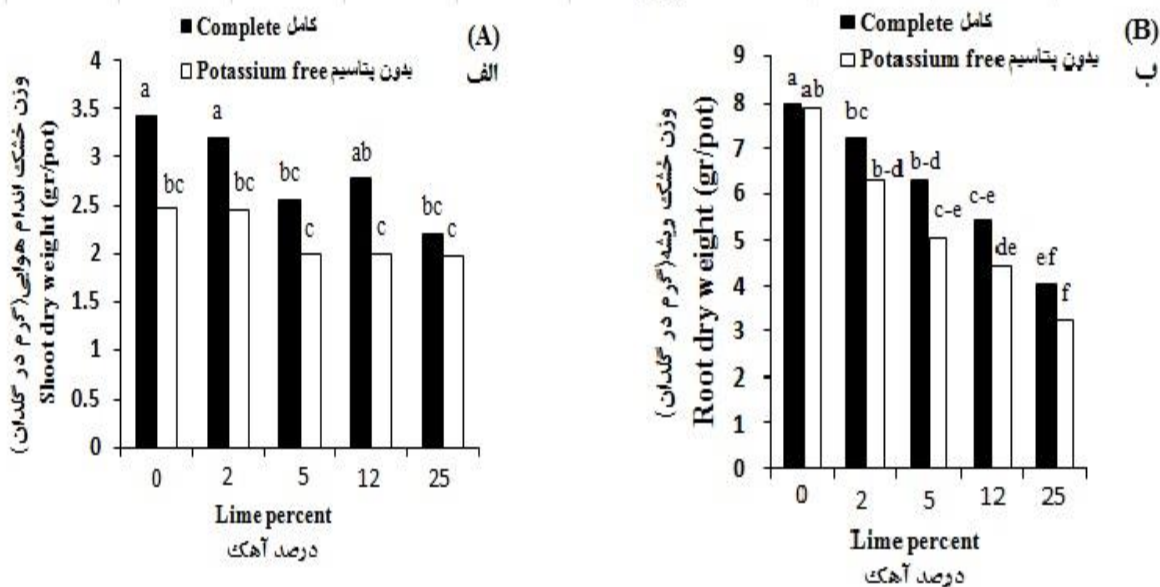 ■ Complete کامل
□ Potassium free بدون پتاسیم
(A)
الف
وزن خشک اندام هوایی(گرم در گلدان)
Shoot dry weight (gr/pot)
4
3.5
3
2.5
2
1.5
1
0.5
0
a bc a bc bc c ab c bc c
0 2 5 12 25
Lime percent
درصد آهک
■ Complete کامل
□ Potassium free بدون پتاسیم
(B)
ب
وزن خشک ریشه(گرم در گلدان)
Root dry weight (gr/pot)
9
8
7
6
5
4
3
2
1
0
a ab bc b-d b-d c-e c-e de ef f
0 2 5 12 25
Lime percent
درصد آهک